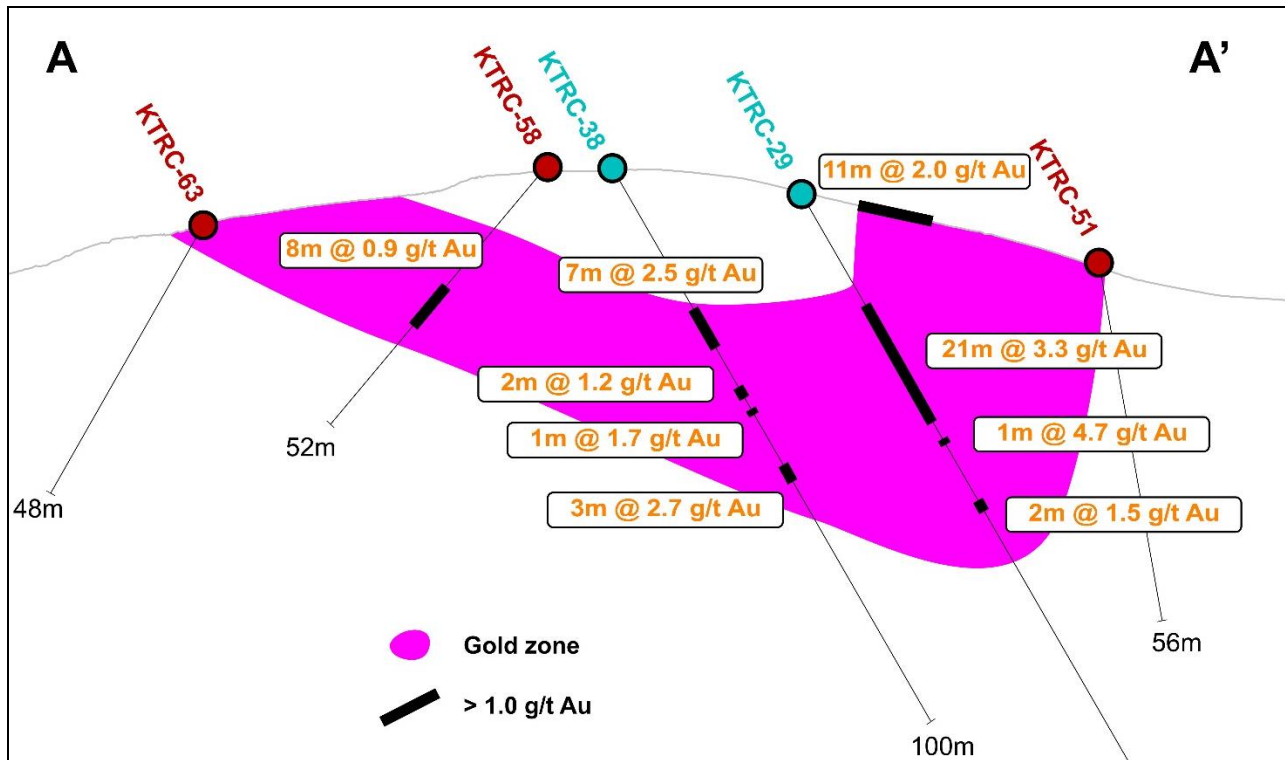 A
A’
KTRC-63
KTRC-58
KTRC-38
KTRC-29
KTRC-51
11m @ 2.0 g/t Au
8m @ 0.9 g/t Au
7m @ 2.5 g/t Au
21m @ 3.3 g/t Au
2m @ 1.2 g/t Au
1m @ 1.7 g/t Au
1m @ 4.7 g/t Au
3m @ 2.7 g/t Au
2m @ 1.5 g/t Au
52m
48m
56m
100m
Gold zone
> 1.0 g/t Au